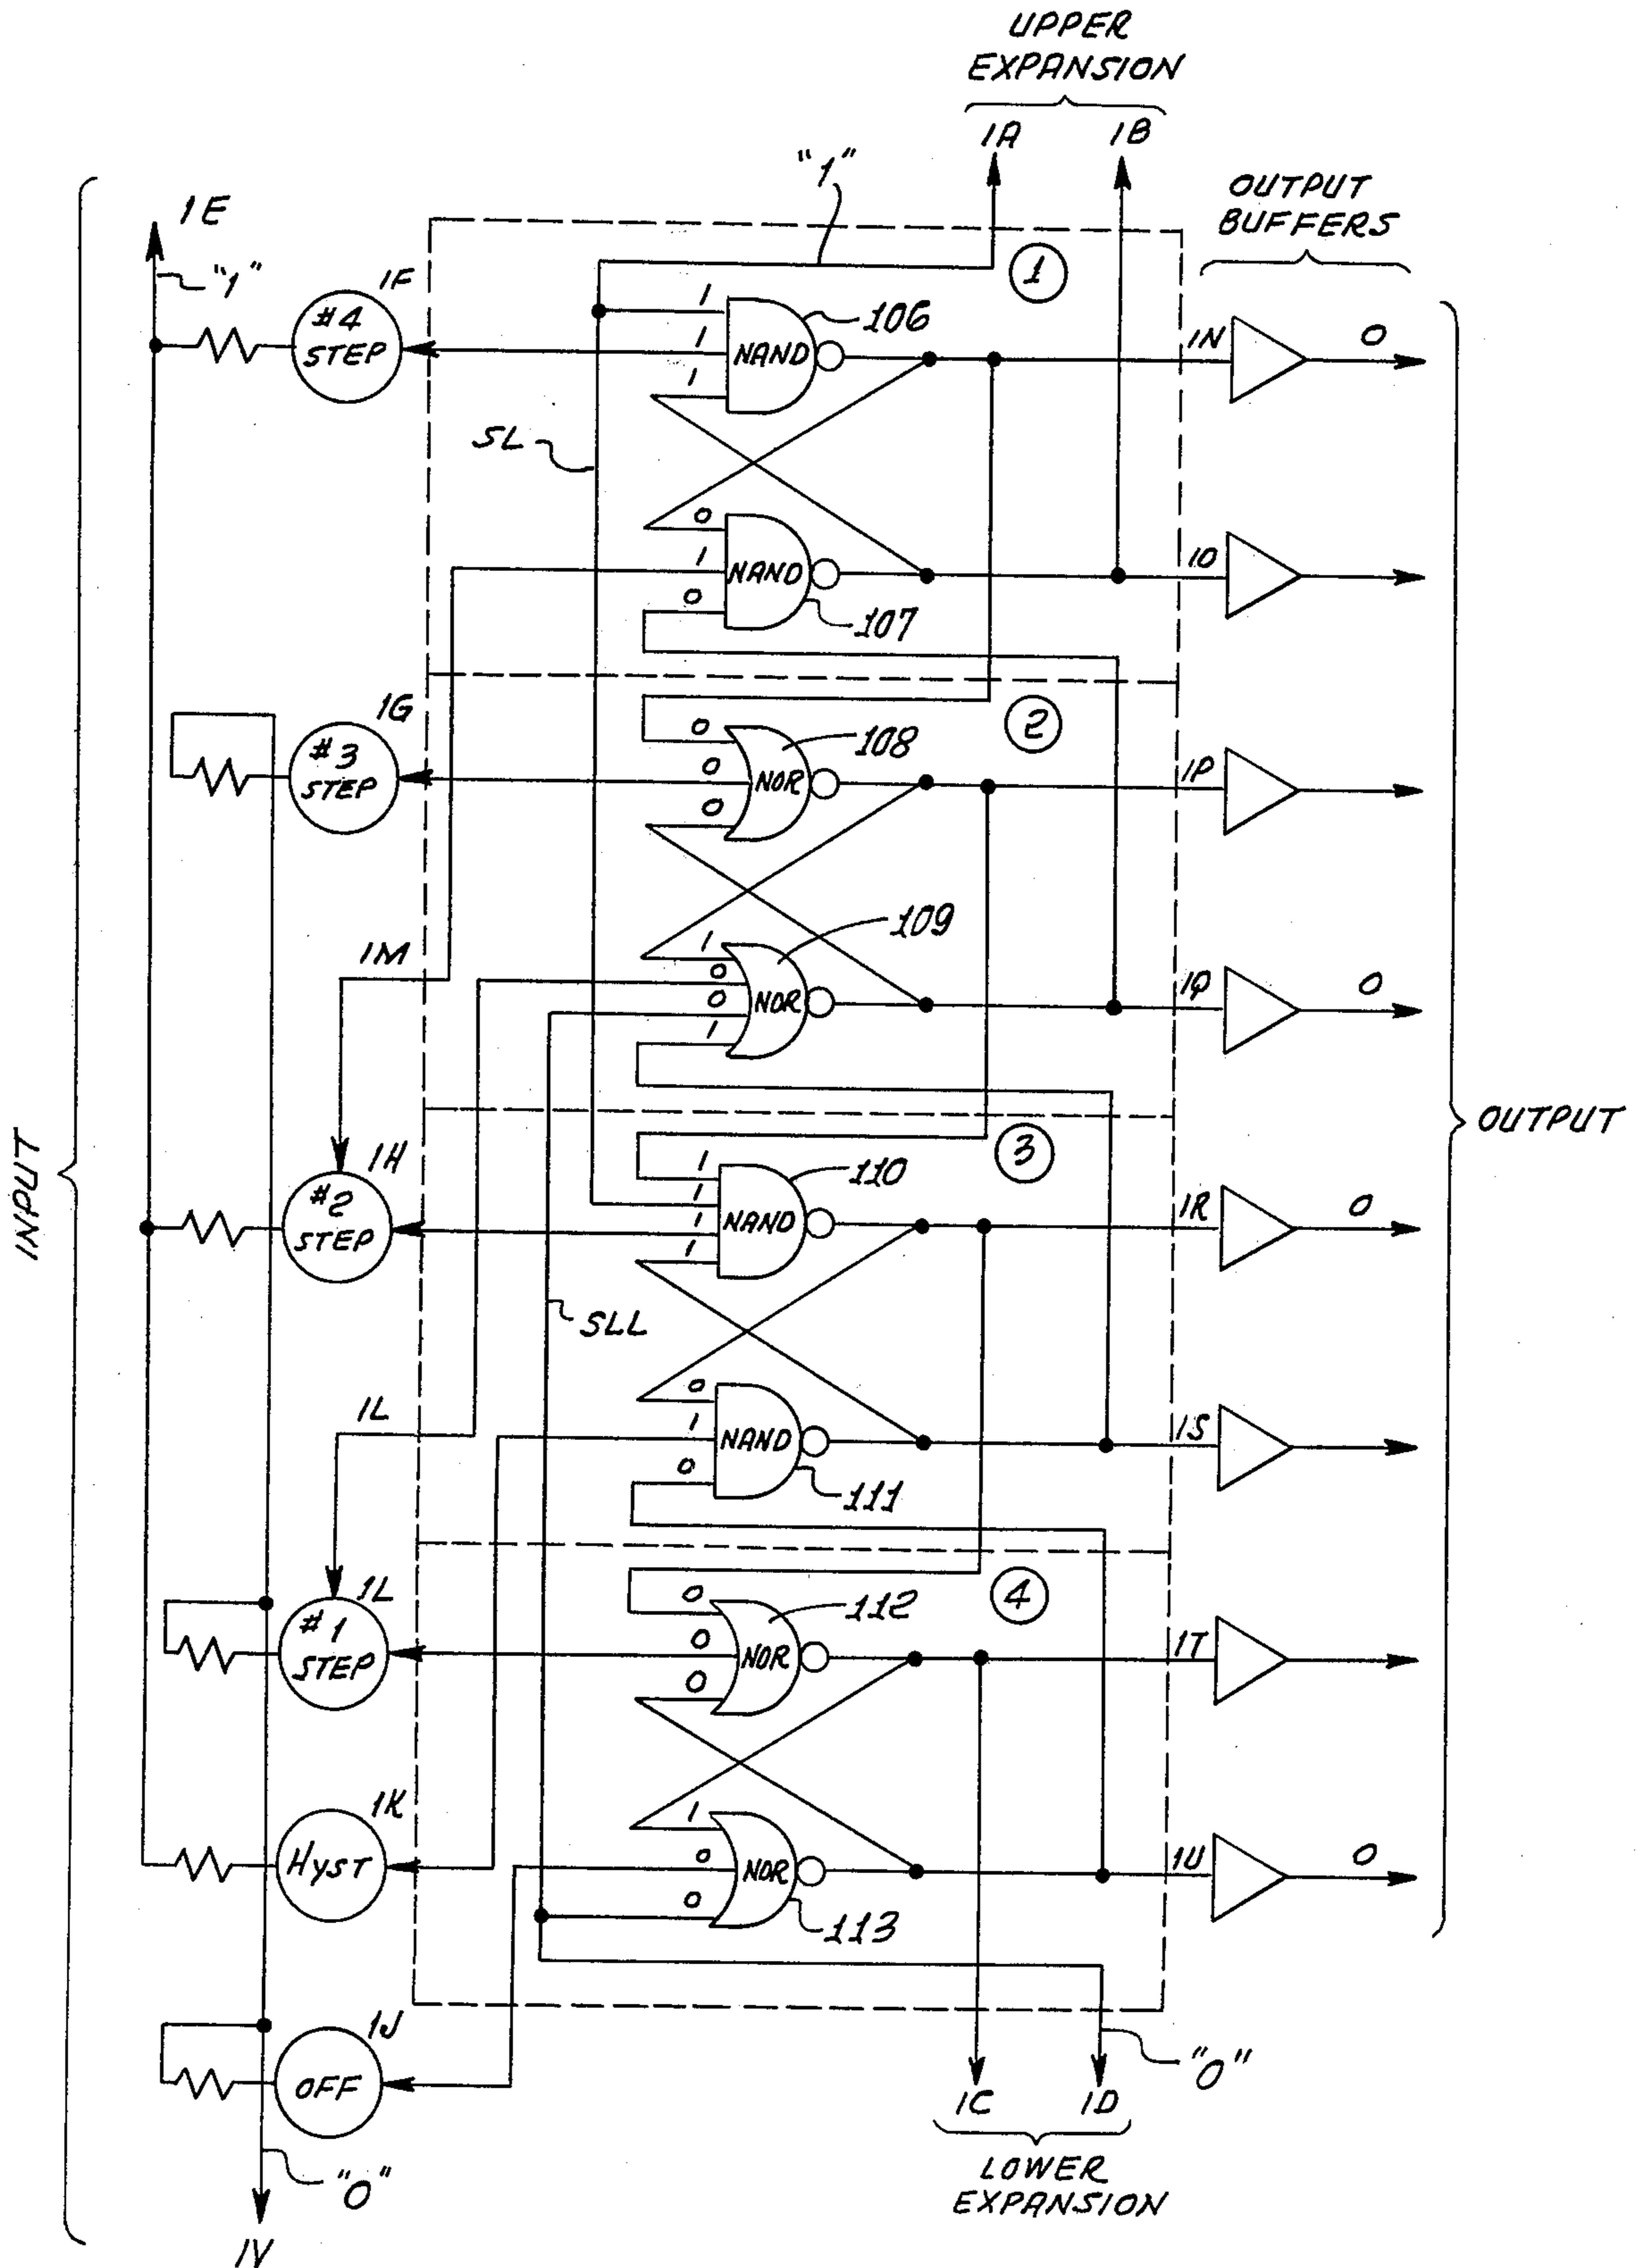 UPPER
EXPANSION
1A 1B
"1"
OUTPUT
BUFFERS
1E
"1"
1F
#4
STEP
1
1
1
1
NAND
106
1N
0
SL
0
1
0
NAND
107
1O
2
1G
#3
STEP
0
0
0
NOR
108
1P
1M
1
0
0
1
NOR
109
1Q
0
INPUT
OUTPUT
3
1H
#2
STEP
1
1
1
1
NAND
110
1R
0
SLL
1L
0
1
0
NAND
111
1S
4
1L
#1
STEP
0
0
0
NOR
112
1T
1K
HYST
1
0
0
NOR
113
1U
0
1J
OFF
"0"
1C 1D
LOWER
EXPANSION
"0"
1V